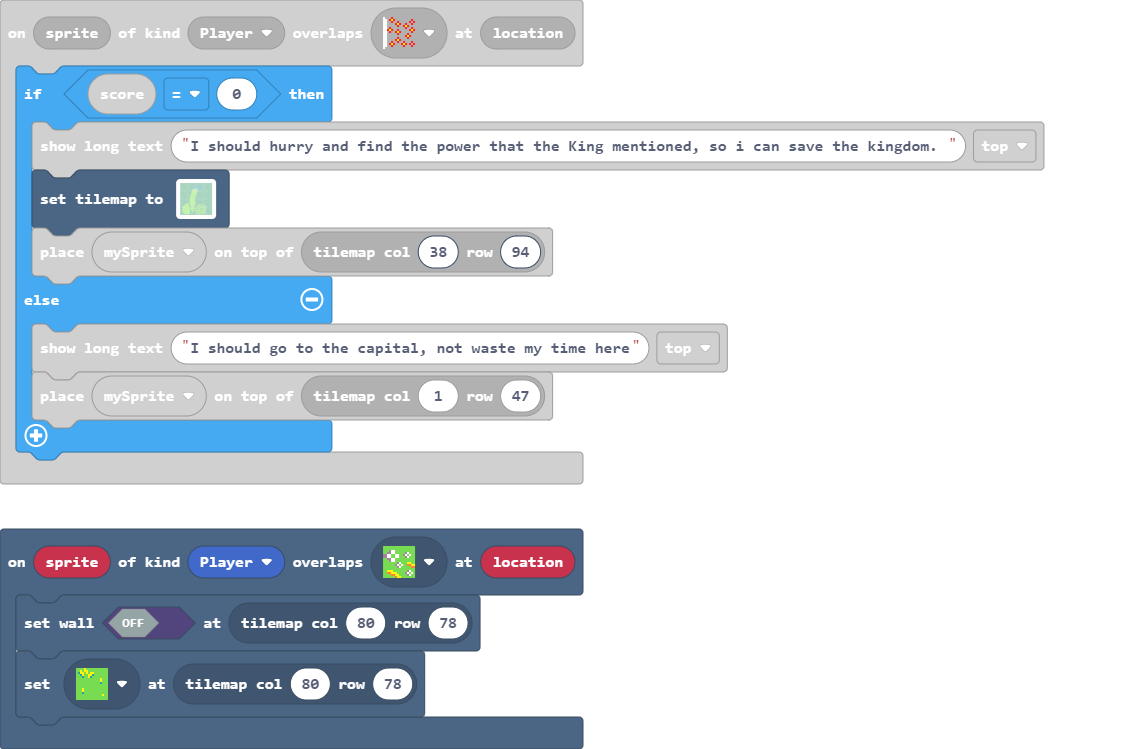 on sprite of kind Player overlaps at location
if score = 0 then
show long text "I should hurry and find the power that the King mentioned, so i can save the kingdom. " top
set tilemap to
place mySprite on top of tilemap col 38 row 94
else
show long text "I should go to the capital, not waste my time here" top
place mySprite on top of tilemap col 1 row 47
on sprite of kind Player overlaps at location
set wall OFF at tilemap col 80 row 78
set at tilemap col 80 row 78